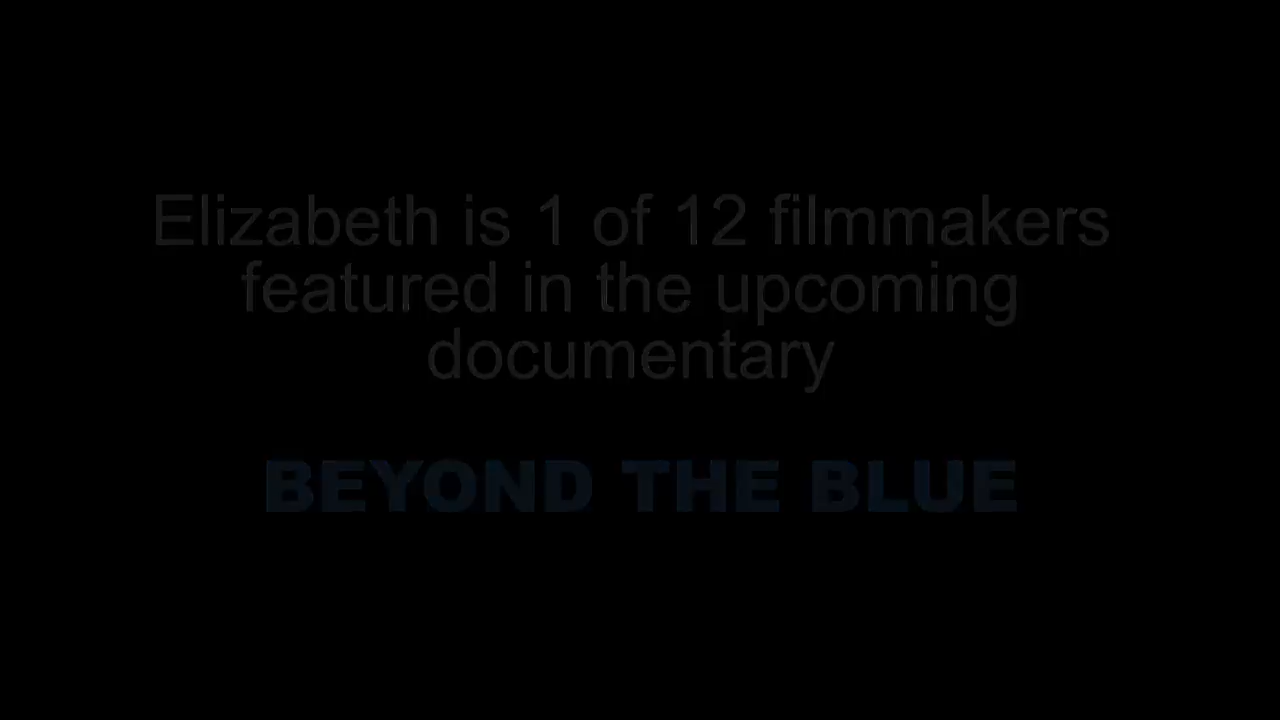 Elizabeth is 1 of 12 filmmakers
featured in the upcoming
documentary
BEYOND THE BLUE